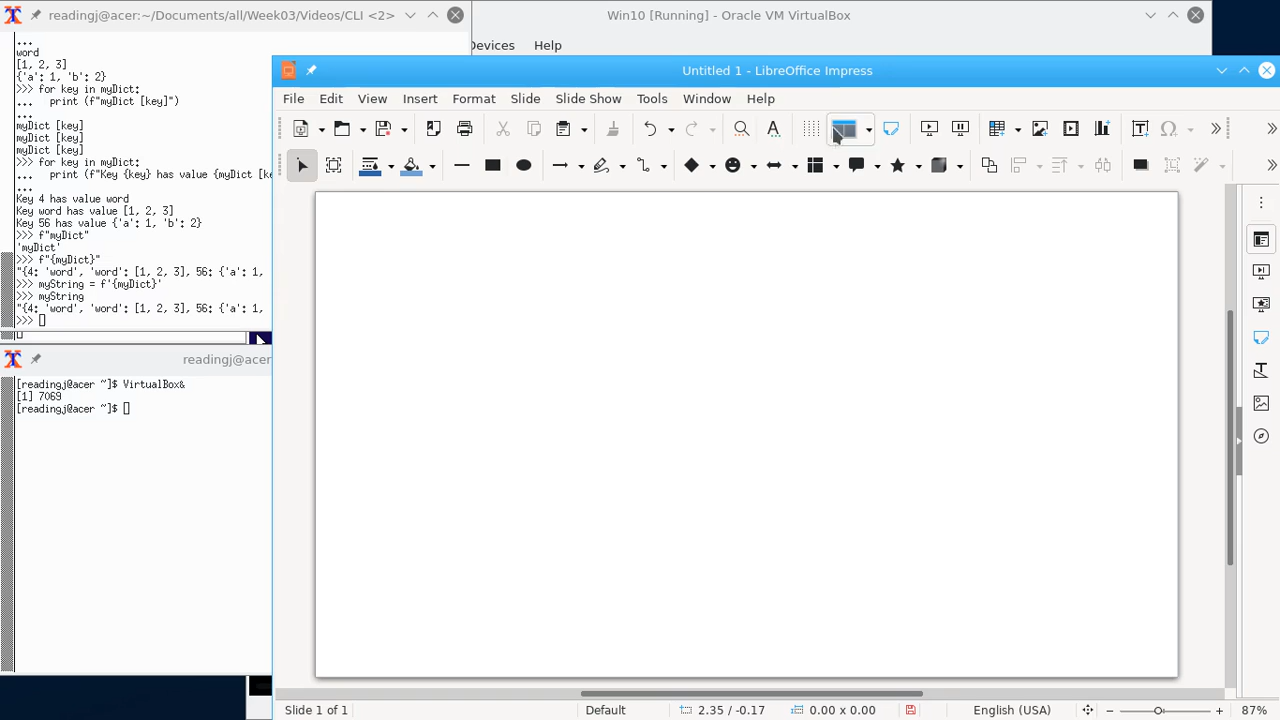 readingj@acer:~/Documents/all/Week03/Videos/CLI <2>
Win10 [Running] - Oracle VM VirtualBox
Devices Help
...
word
[1, 2, 3]
{'a': 1, 'b': 2}
>>> for key in myDict:
...   print (f"myDict [key]")
...
myDict [key]
myDict [key]
myDict [key]
>>> for key in myDict:
...   print (f"Key {key} has value {myDict [ke
...
Key 4 has value word
Key word has value [1, 2, 3]
Key 56 has value {'a': 1, 'b': 2}
>>> f"myDict"
'myDict'
>>> f"{myDict}"
"{4: 'word', 'word': [1, 2, 3], 56: {'a': 1,
>>> myString = f'{myDict}'
>>> myString
"{4: 'word', 'word': [1, 2, 3], 56: {'a': 1,
>>>
readingj@acer
[readingj@acer ~]$ VirtualBox&
[1] 7069
[readingj@acer ~]$
Untitled 1 - LibreOffice Impress
File Edit View Insert Format Slide Slide Show Tools Window Help
Slide 1 of 1 Default 2.35 / -0.17 0.00 x 0.00 English (USA) 87%